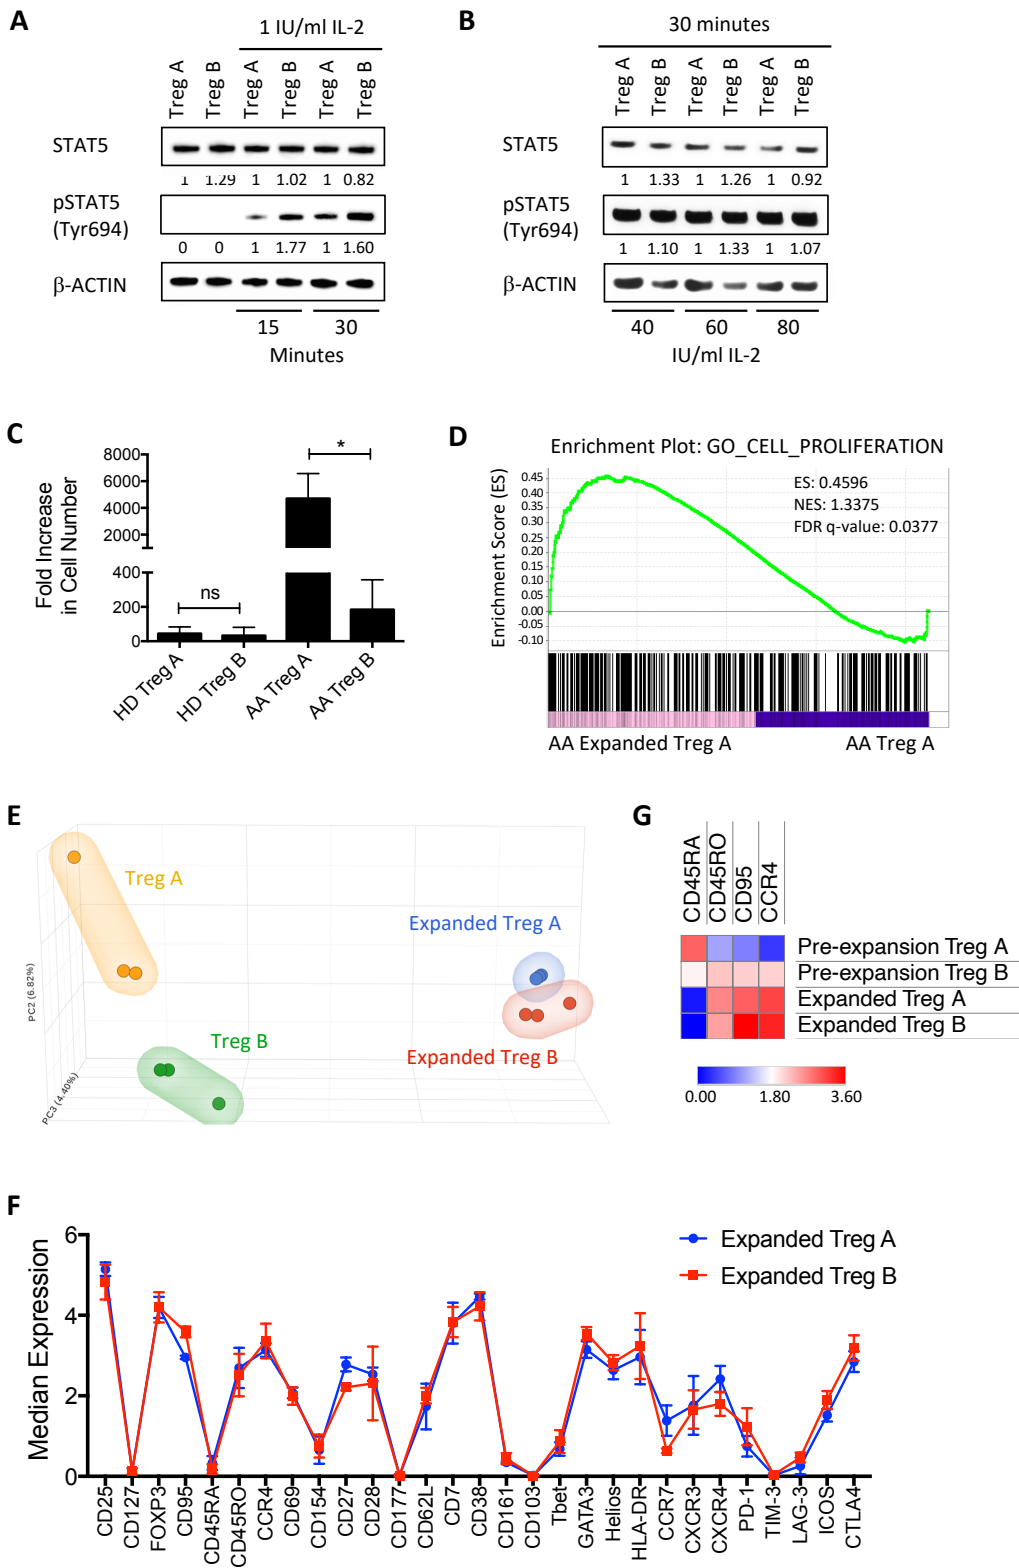 A
1 IU/ml IL-2
Treg A Treg B Treg A Treg B Treg A Treg B
STAT5
1 1.29 1 1.02 1 0.82
pSTAT5
(Tyr694)
0 0 1 1.77 1 1.60
β-ACTIN
15 30
Minutes
B
30 minutes
Treg A Treg B Treg A Treg B Treg A Treg B
STAT5
1 1.33 1 1.26 1 0.92
pSTAT5
(Tyr694)
1 1.10 1 1.33 1 1.07
β-ACTIN
40 60 80
IU/ml IL-2
C
Fold Increase
in Cell Number
8000
6000
4000
2000
400
200
0
ns
*
HD Treg A
HD Treg B
AA Treg A
AA Treg B
D
Enrichment Plot: GO_CELL_PROLIFERATION
Enrichment Score (ES)
0.45
0.40
0.35
0.30
0.25
0.20
0.15
0.10
0.05
0.00
-0.05
-0.10
ES: 0.4596
NES: 1.3375
FDR q-value: 0.0377
AA Expanded Treg A AA Treg A
E
PC2 (6.82%)
PC3 (4.40%)
Treg A
Expanded Treg A
Treg B
Expanded Treg B
G
CD45RA
CD45RO
CD95
CCR4
Pre-expansion Treg A
Pre-expansion Treg B
Expanded Treg A
Expanded Treg B
0.00 1.80 3.60
F
Median Expression
6
4
2
0
Expanded Treg A
Expanded Treg B
CD25
CD127
FOXP3
CD95
CD45RA
CD45RO
CCR4
CD69
CD154
CD27
CD28
CD177
CD62L
CD7
CD38
CD161
CD103
Tbet
GATA3
Helios
HLA-DR
CCR7
CXCR3
CXCR4
PD-1
TIM-3
LAG-3
ICOS
CTLA4